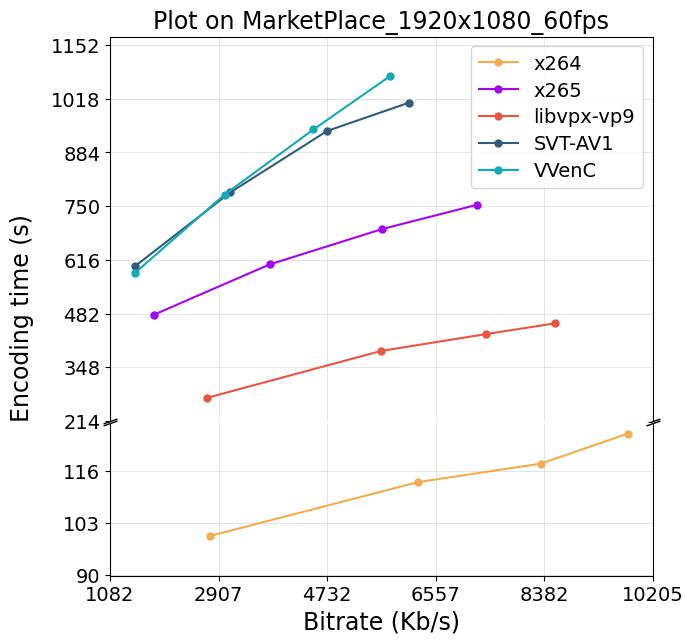 Plot on MarketPlace_1920x1080_60fps
x264
x265
libvpx-vp9
SVT-AV1
VVenC
Encoding time (s)
1152
1018
884
750
616
482
348
214
116
103
90
1082 2907 4732 6557 8382 10205
Bitrate (Kb/s)